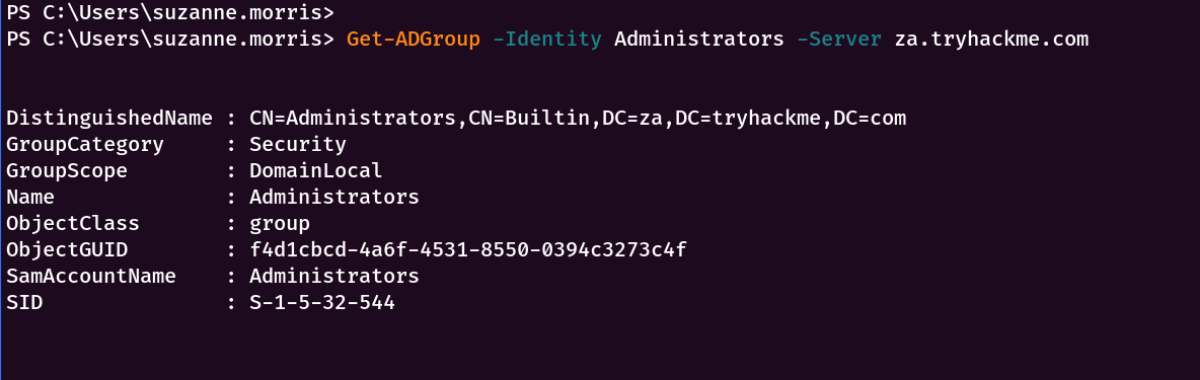 PS C:\Users\suzanne.morris>
PS C:\Users\suzanne.morris> Get-ADGroup -Identity Administrators -Server za.tryhackme.com
DistinguishedName : CN=Administrators,CN=Builtin,DC=za,DC=tryhackme,DC=com
GroupCategory     : Security
GroupScope        : DomainLocal
Name              : Administrators
ObjectClass       : group
ObjectGUID        : f4d1cbcd-4a6f-4531-8550-0394c3273c4f
SamAccountName    : Administrators
SID               : S-1-5-32-544